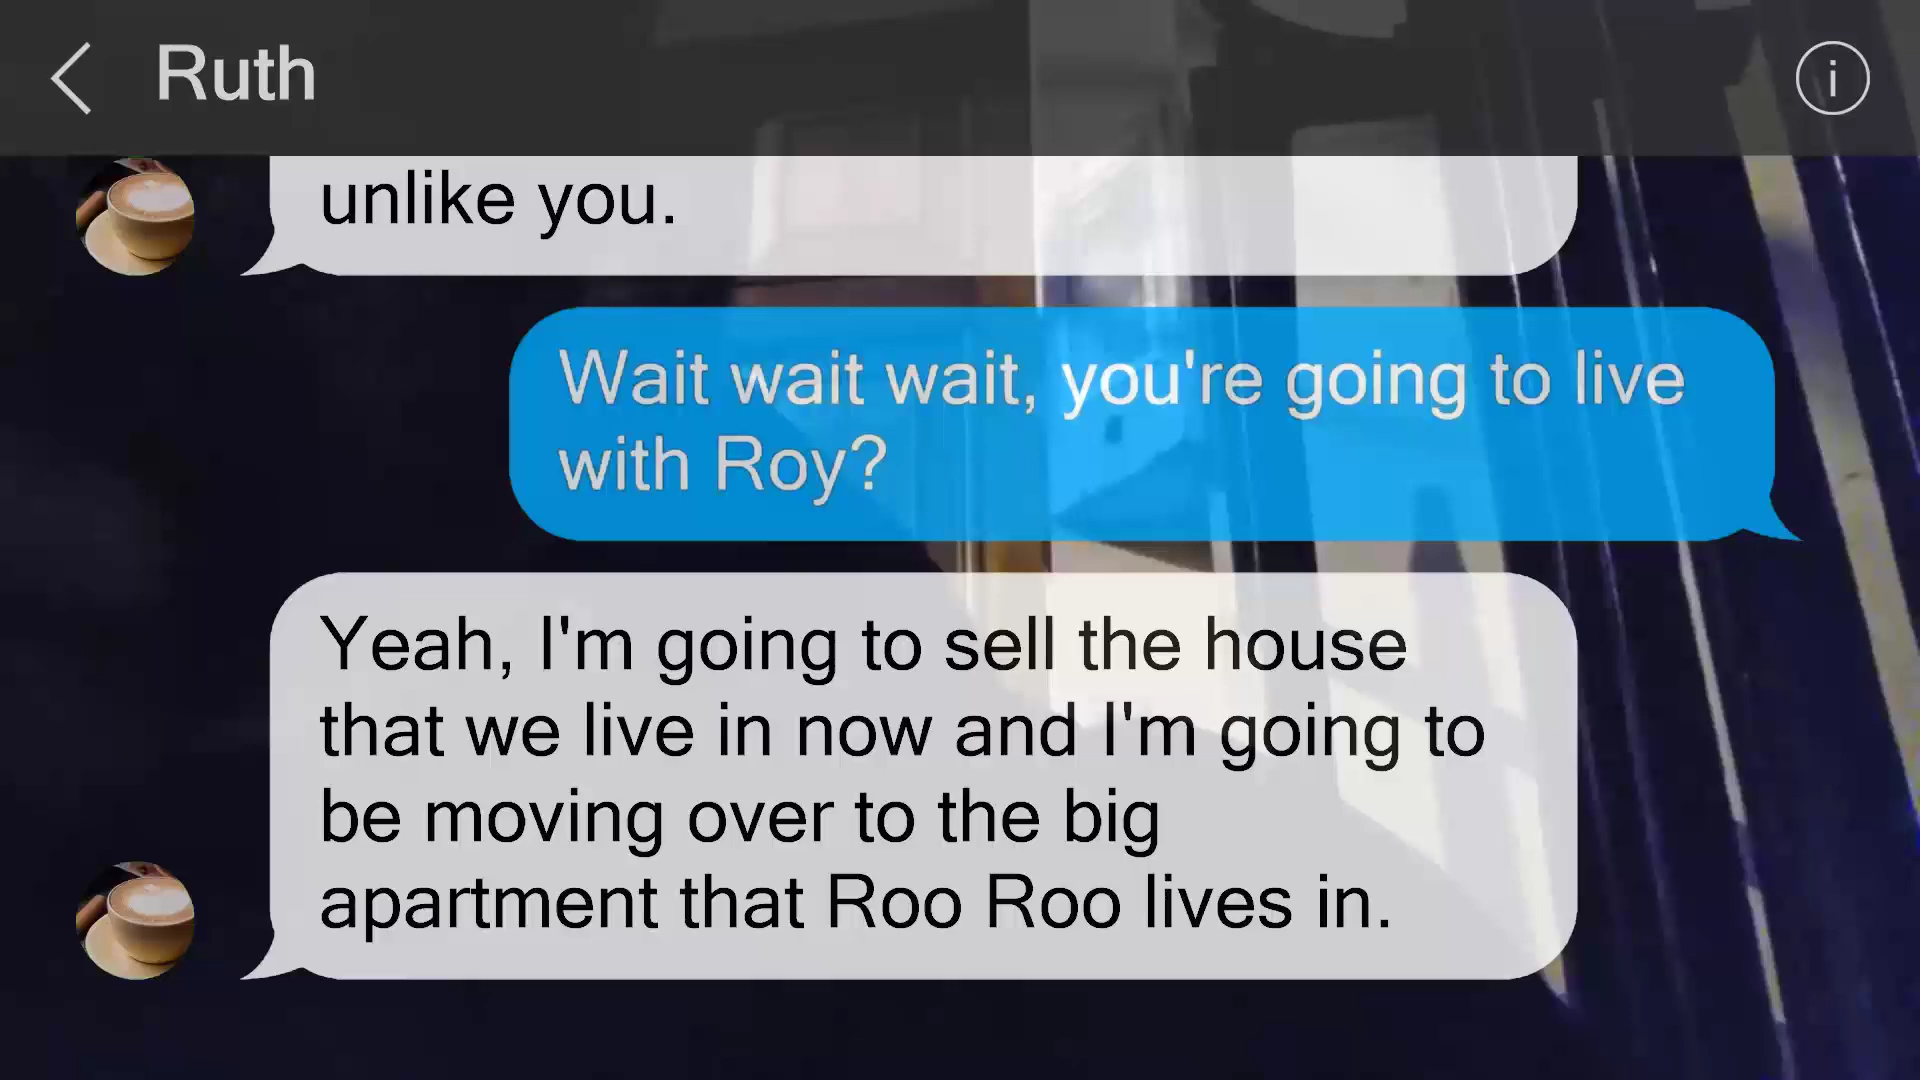 Ruth
unlike you.
Wait wait wait, you're going to live
with Roy?
Yeah, I'm going to sell the house
that we live in now and I'm going to
be moving over to the big
apartment that Roo Roo lives in.